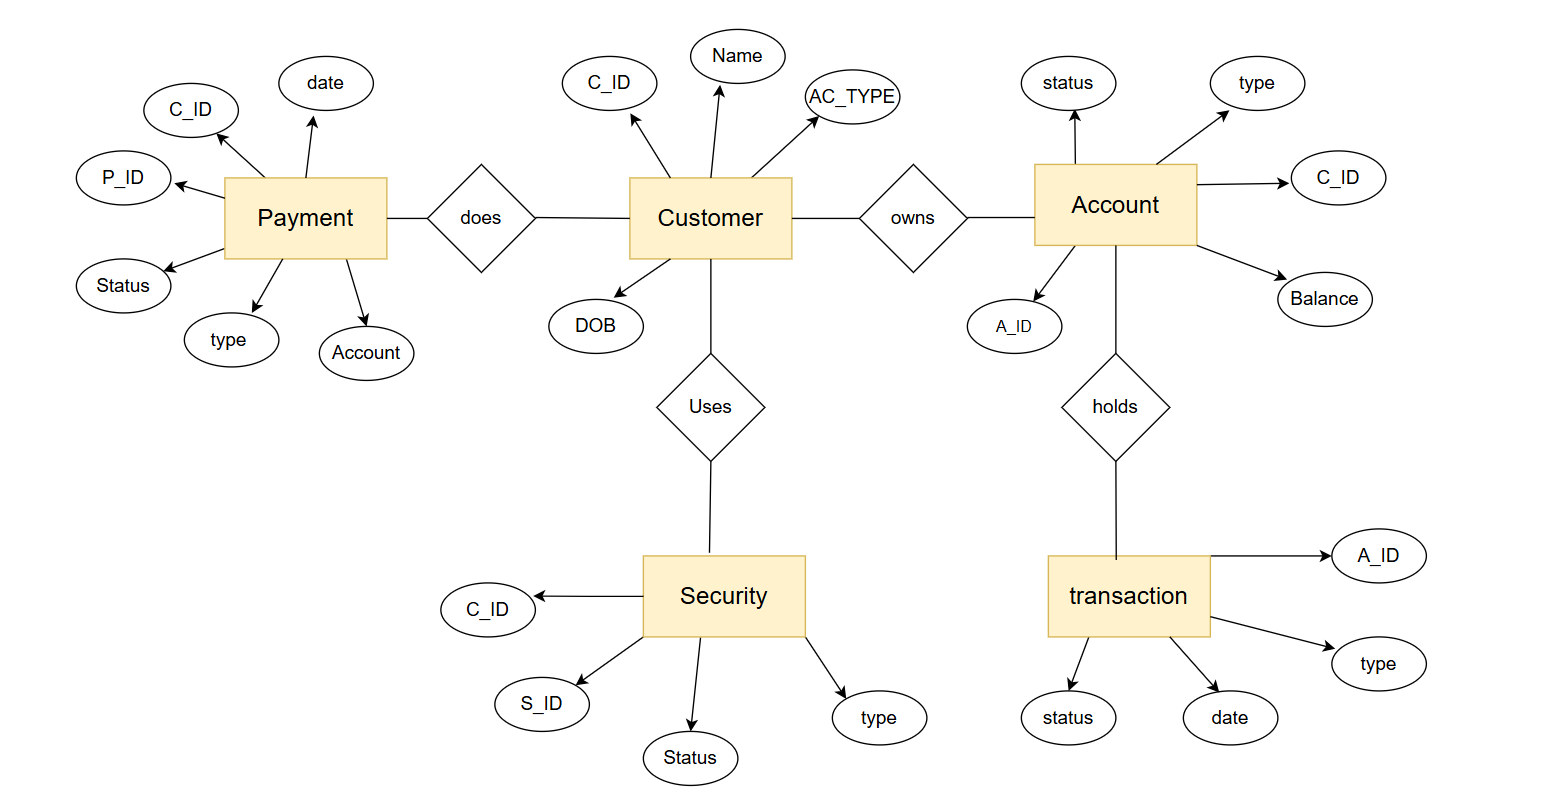 Name
date
C_ID
status
type
AC_TYPE
C_ID
P_ID
C_ID
Payment
does
Customer
owns
Account
Status
DOB
A_ID
Balance
type
Account
Uses
holds
Security
transaction
A_ID
C_ID
type
S_ID
type
status
date
Status